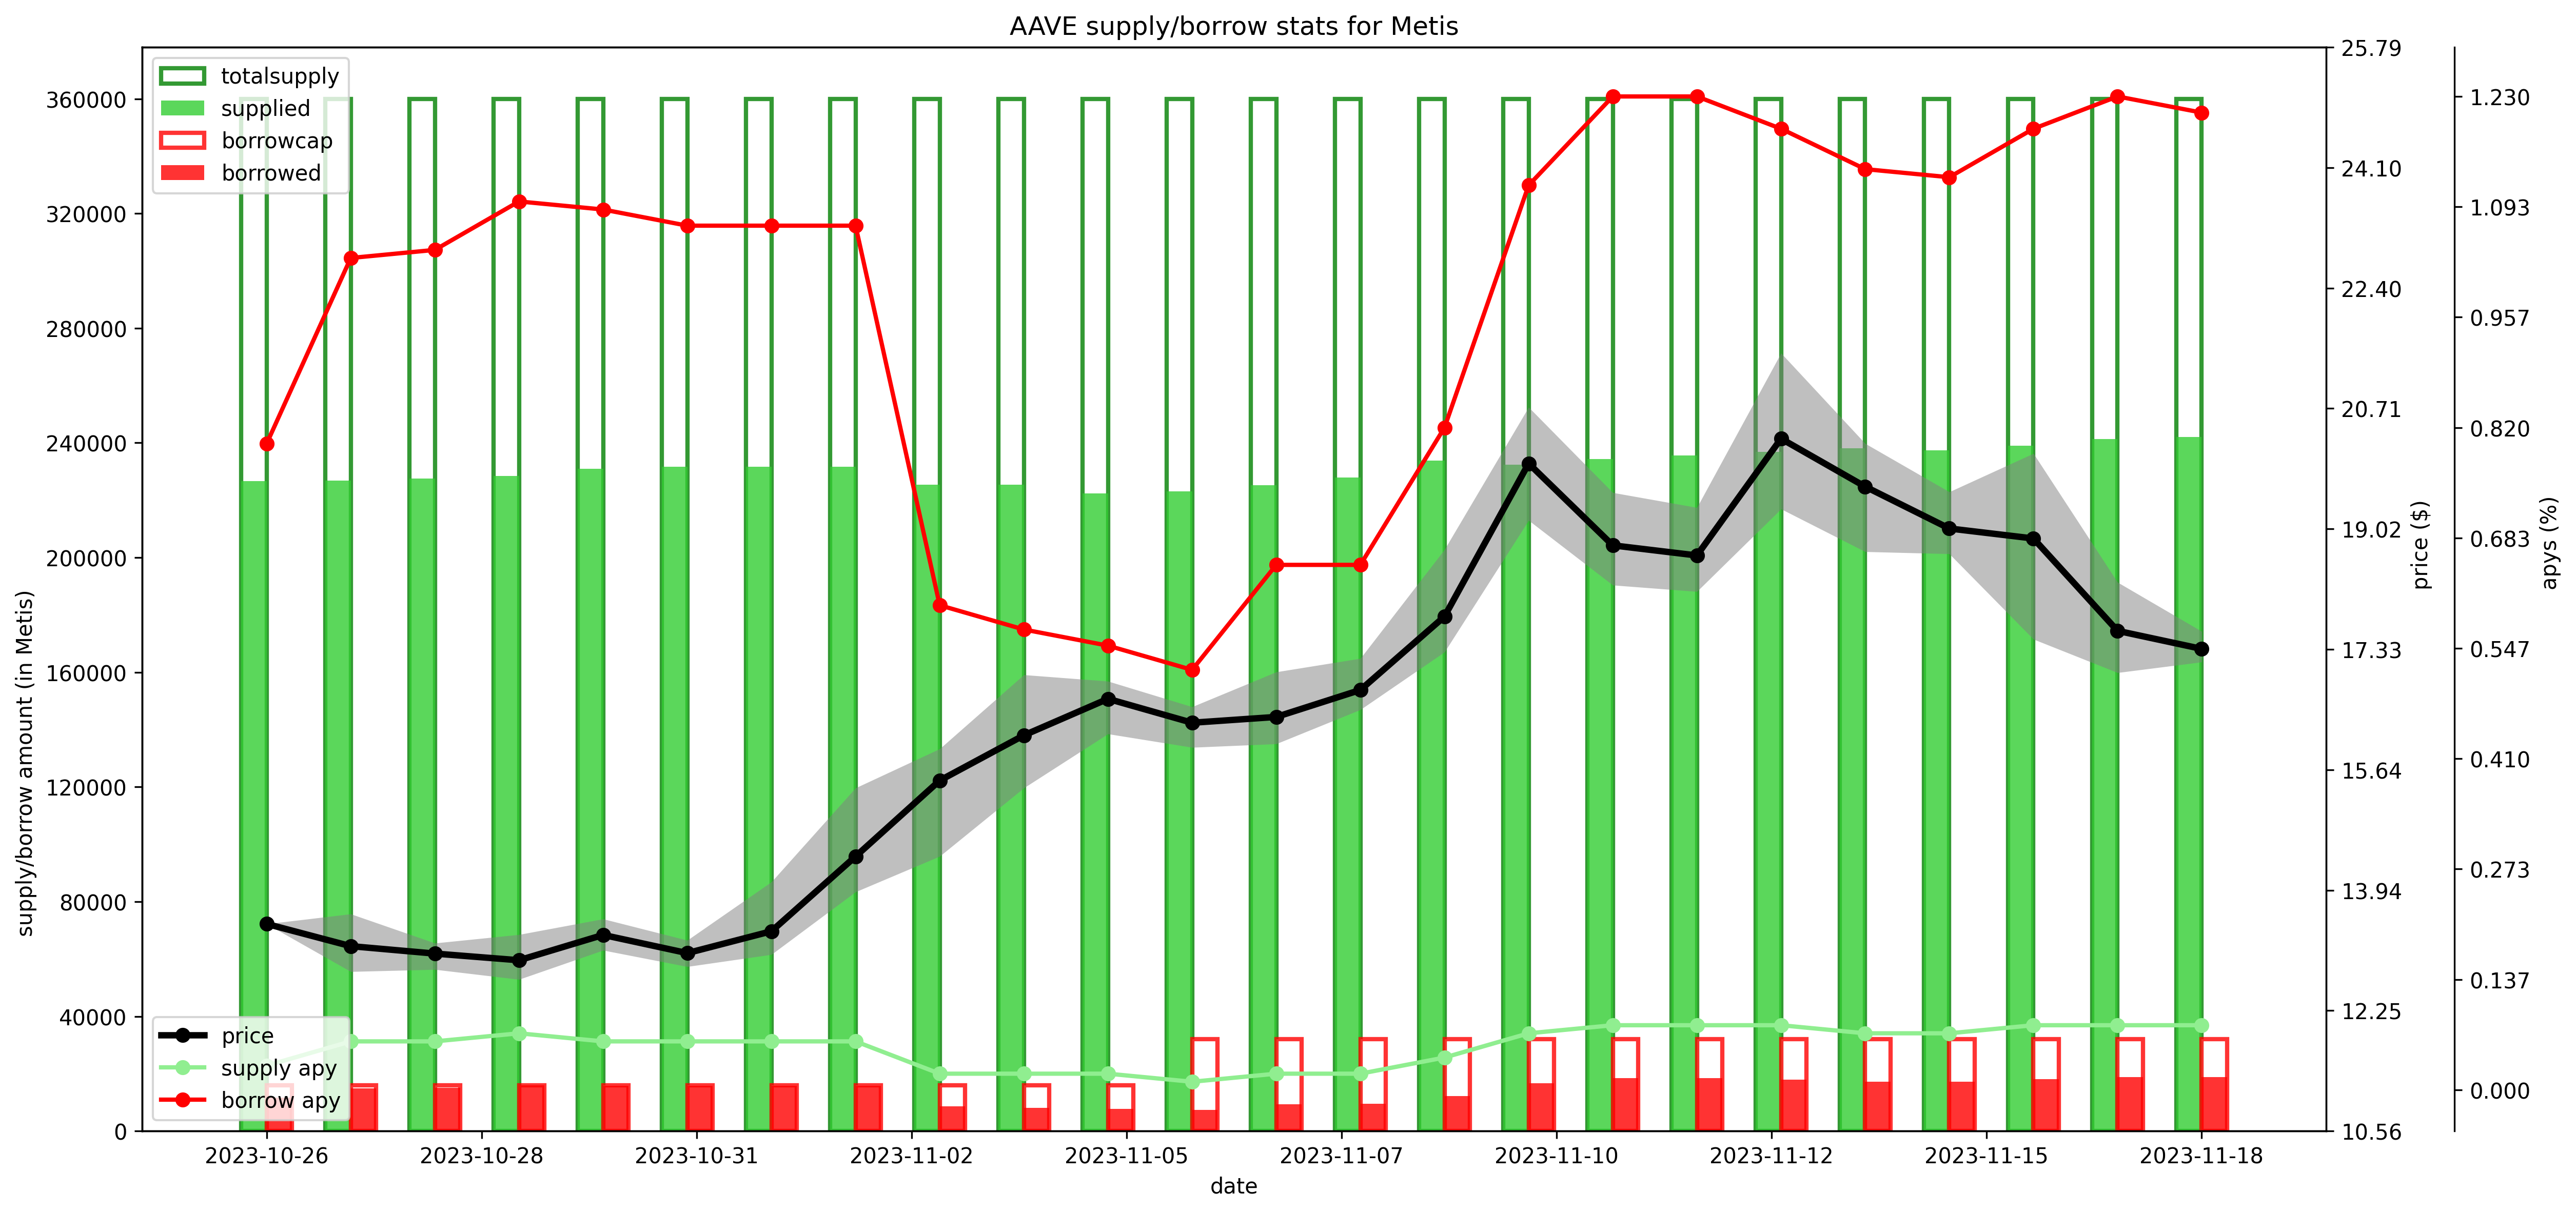 AAVE supply/borrow stats for Metis
totalsupply
supplied
borrowcap
borrowed
360000
320000
280000
240000
200000
160000
120000
80000
40000
0
supply/borrow amount (in Metis)
price
supply apy
borrow apy
25.79
24.10
22.40
20.71
19.02
17.33
15.64
13.94
12.25
10.56
price ($)
1.230
1.093
0.957
0.820
0.683
0.547
0.410
0.273
0.137
0.000
apys (%)
2023-10-26 2023-10-28 2023-10-31 2023-11-02 2023-11-05 2023-11-07 2023-11-10 2023-11-12 2023-11-15 2023-11-18
date